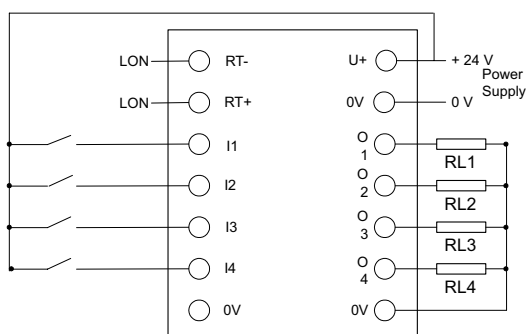 LON
RT-
U+
+ 24 V
Power
Supply
LON
RT+
0V
0 V
I1
O
1
RL1
I2
O
2
RL2
I3
O
3
RL3
I4
O
4
RL4
0V
0V